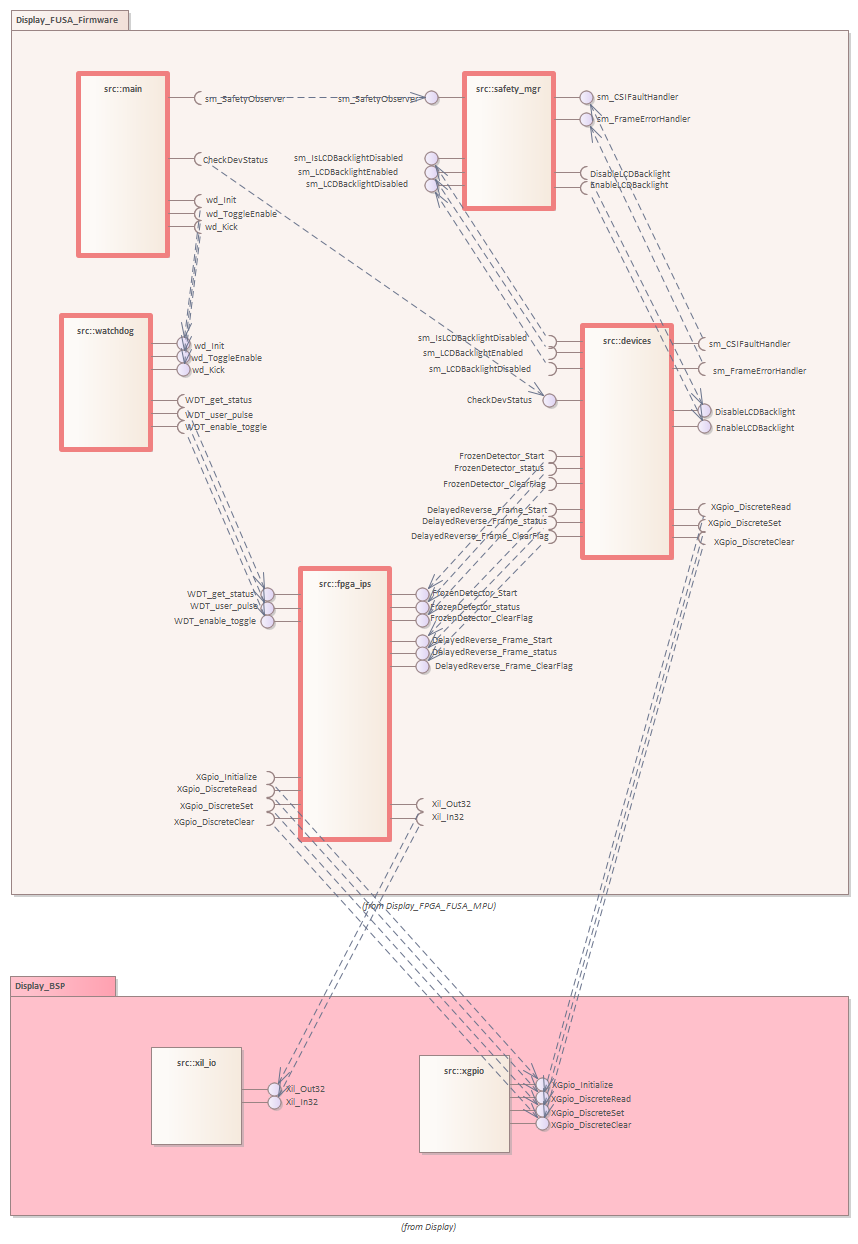 Display_FUSA_Firmware
src::main
sm_SafetyObserver
sm_SafetyObserver
src::safety_mgr
sm_CSIFaultHandler
sm_FrameErrorHandler
CheckDevStatus
sm_IsLCDBacklightDisabled
sm_LCDBacklightEnabled
sm_LCDBacklightDisabled
DisableLCDBacklight
EnableLCDBacklight
wd_Init
wd_ToggleEnable
wd_Kick
src::watchdog
wd_Init
wd_ToggleEnable
wd_Kick
WDT_get_status
WDT_user_pulse
WDT_enable_toggle
src::devices
sm_IsLCDBacklightDisabled
sm_LCDBacklightEnabled
sm_LCDBacklightDisabled
CheckDevStatus
sm_CSIFaultHandler
sm_FrameErrorHandler
DisableLCDBacklight
EnableLCDBacklight
FrozenDetector_Start
FrozenDetector_status
FrozenDetector_ClearFlag
DelayedReverse_Frame_Start
DelayedReverse_Frame_status
DelayedReverse_Frame_ClearFlag
XGpio_DiscreteRead
XGpio_DiscreteSet
XGpio_DiscreteClear
src::fpga_ips
WDT_get_status
WDT_user_pulse
WDT_enable_toggle
FrozenDetector_Start
FrozenDetector_status
FrozenDetector_ClearFlag
DelayedReverse_Frame_Start
DelayedReverse_Frame_status
DelayedReverse_Frame_ClearFlag
XGpio_Initialize
XGpio_DiscreteRead
XGpio_DiscreteSet
XGpio_DiscreteClear
Xil_Out32
Xil_In32
(from Display_FPGA_FUSA_MPU)
Display_BSP
src::xil_io
Xil_Out32
Xil_In32
src::xgpio
XGpio_Initialize
XGpio_DiscreteRead
XGpio_DiscreteSet
XGpio_DiscreteClear
(from Display)